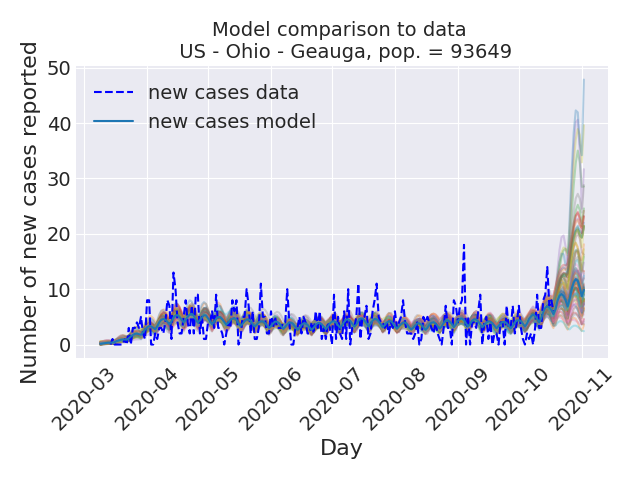 Model comparison to data
US - Ohio - Geauga, pop. = 93649
Number of new cases reported
50
40
30
20
10
0
new cases data
new cases model
2020-03
2020-04
2020-05
2020-06
2020-07
2020-08
2020-09
2020-10
2020-11
Day